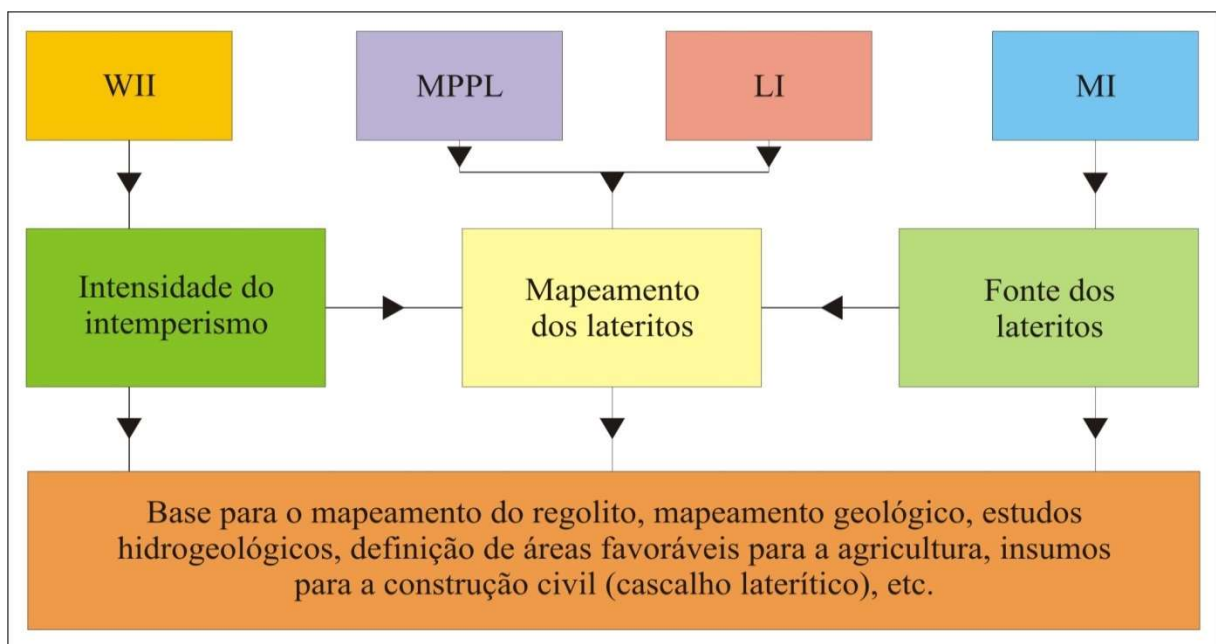 WII
MPPL
LI
MI
Intensidade do
intemperismo
Mapeamento
dos lateritos
Fonte dos
lateritos
Base para o mapeamento do regolito, mapeamento geológico, estudos
hidrogeológicos, definição de áreas favoráveis para a agricultura, insumos
para a construção civil (cascalho laterítico), etc.